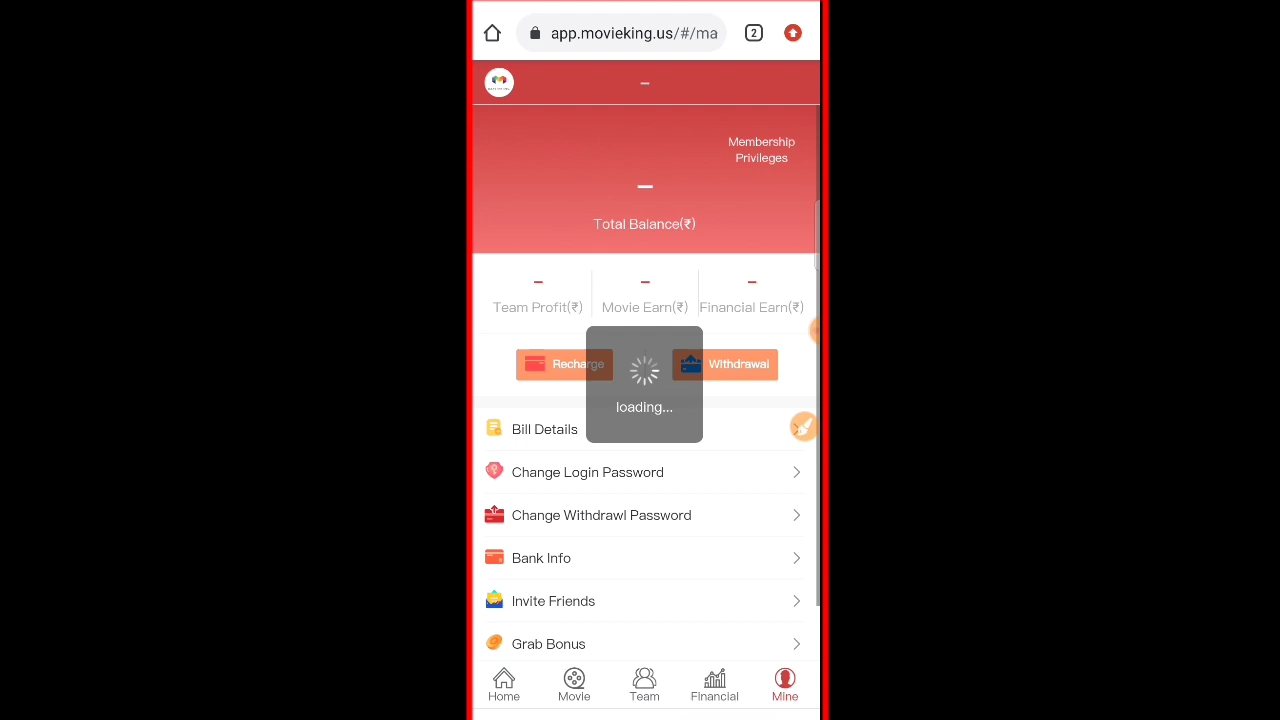 app.movieking.us/#/ma
2
Membership
Privileges
Total Balance(₹)
Team Profit(₹)
Movie Earn(₹)
Financial Earn(₹)
Recharge
Withdrawal
loading...
Bill Details
Change Login Password
Change Withdrawl Password
Bank Info
Invite Friends
Grab Bonus
Home
Movie
Team
Financial
Mine